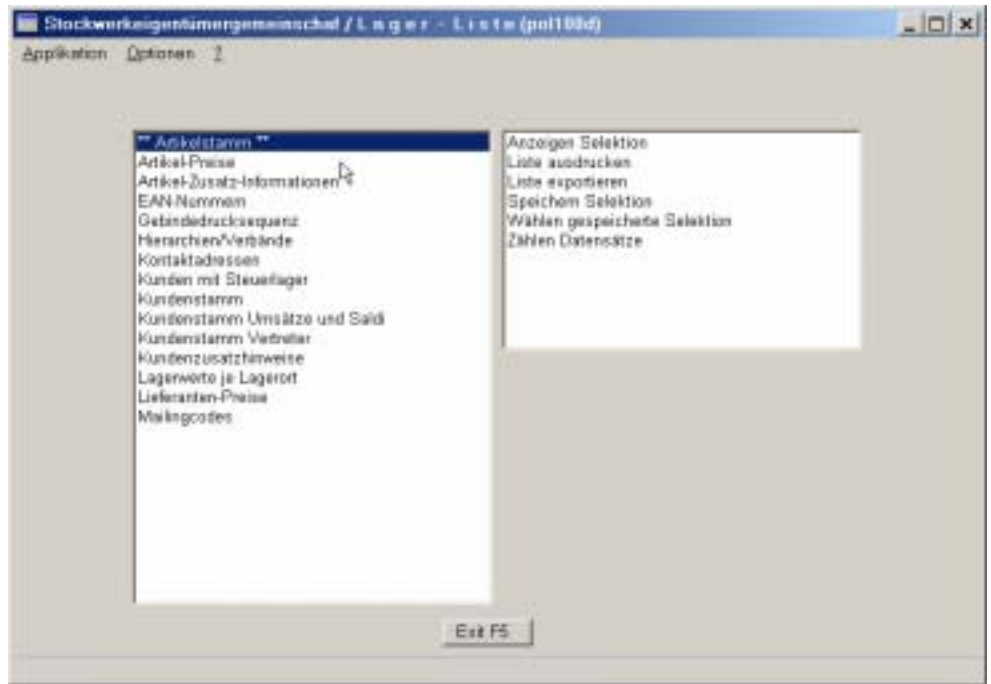 Stockwerkeigentümergemeinschaf / L a g e r - L i s t e (pol100d)
Applikation Optionen ?
** Artikelstamm **
Artikel-Preise
Artikel-Zusatz-Informationen
EAN-Nummern
Gebindedrucksequenz
Hierarchien/Verbände
Kontaktadressen
Kunden mit Steuerlager
Kundenstamm
Kundenstamm Umsätze und Saldi
Kundenstamm Vertreter
Kundenzusatzhinweise
Lagerwerte je Lagerort
Lieferanten-Preise
Mailingcodes
Anzeigen Selektion
Liste ausdrucken
Liste exportieren
Speichern Selektion
Wählen gespeicherte Selektion
Zählen Datensätze
Exit F5